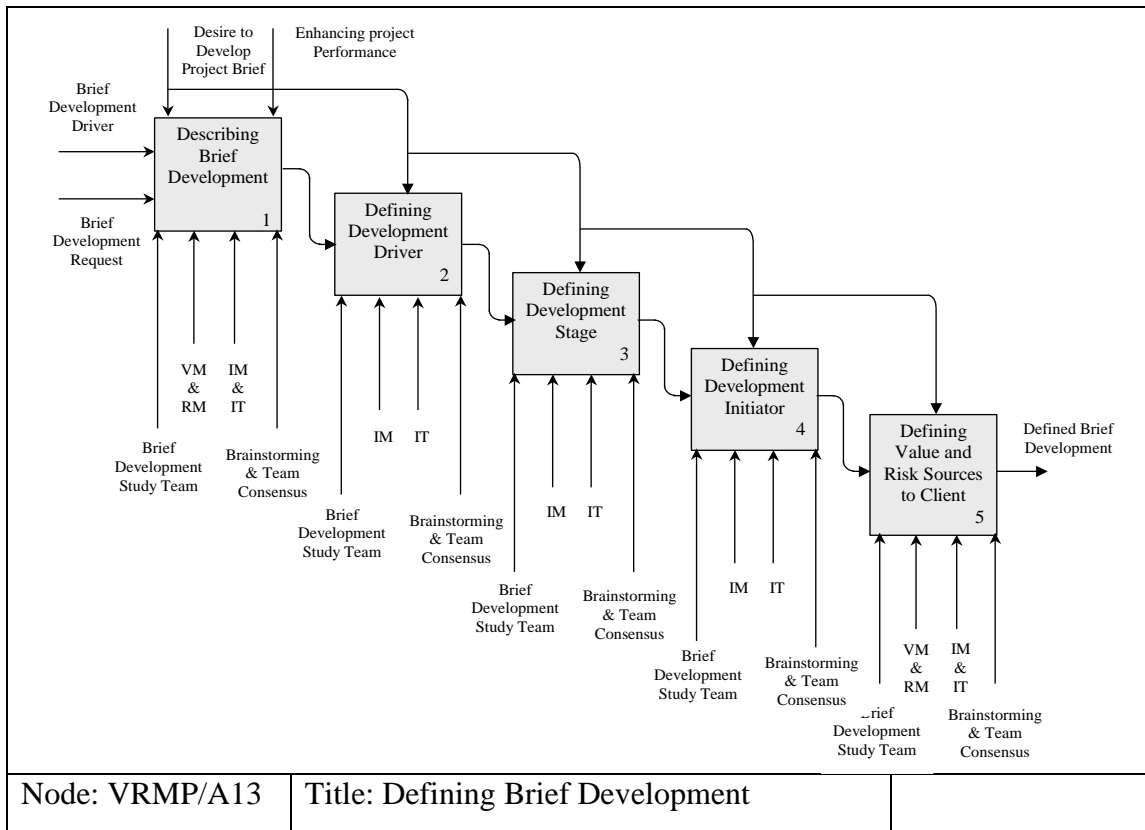 Desire to
Develop
Project Brief
Enhancing project
Performance
Brief
Development
Driver
Brief
Development
Request
Describing
Brief
Development
1
VM
&
RM
IM
&
IT
Brief
Development
Study Team
Brainstorming
& Team
Consensus
Defining
Development
Driver
2
IM
IT
Brief
Development
Study Team
Brainstorming
& Team
Consensus
Defining
Development
Stage
3
IM
IT
Brief
Development
Study Team
Brainstorming
& Team
Consensus
Defining
Development
Initiator
4
IM
IT
Brief
Development
Study Team
Brainstorming
& Team
Consensus
Defining
Value and
Risk Sources
to Client
5
Defined Brief
Development
VM
&
RM
IM
&
IT
Brief
Development
Study Team
Brainstorming
& Team
Consensus
Node: VRMP/A13
Title: Defining Brief Development